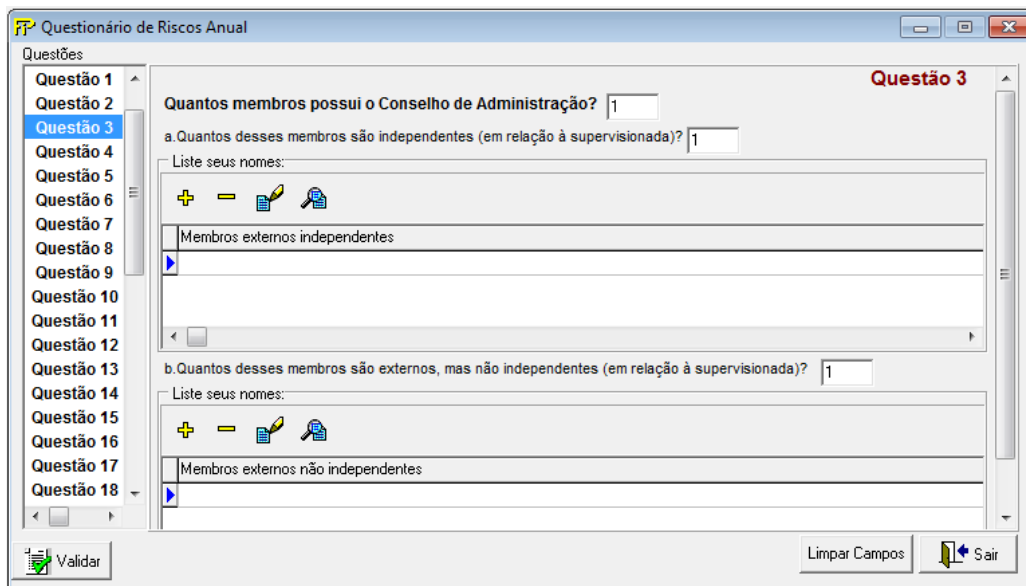 FP Questionário de Riscos Anual
Questões
Questão 1
Questão 2
Questão 3
Questão 4
Questão 5
Questão 6
Questão 7
Questão 8
Questão 9
Questão 10
Questão 11
Questão 12
Questão 13
Questão 14
Questão 15
Questão 16
Questão 17
Questão 18
Questão 3
Quantos membros possui o Conselho de Administração? 1
a.Quantos desses membros são independentes (em relação à supervisionada)? 1
Liste seus nomes:
Membros externos independentes
b.Quantos desses membros são externos, mas não independentes (em relação à supervisionada)? 1
Liste seus nomes:
Membros externos não independentes
Validar
Limpar Campos
Sair